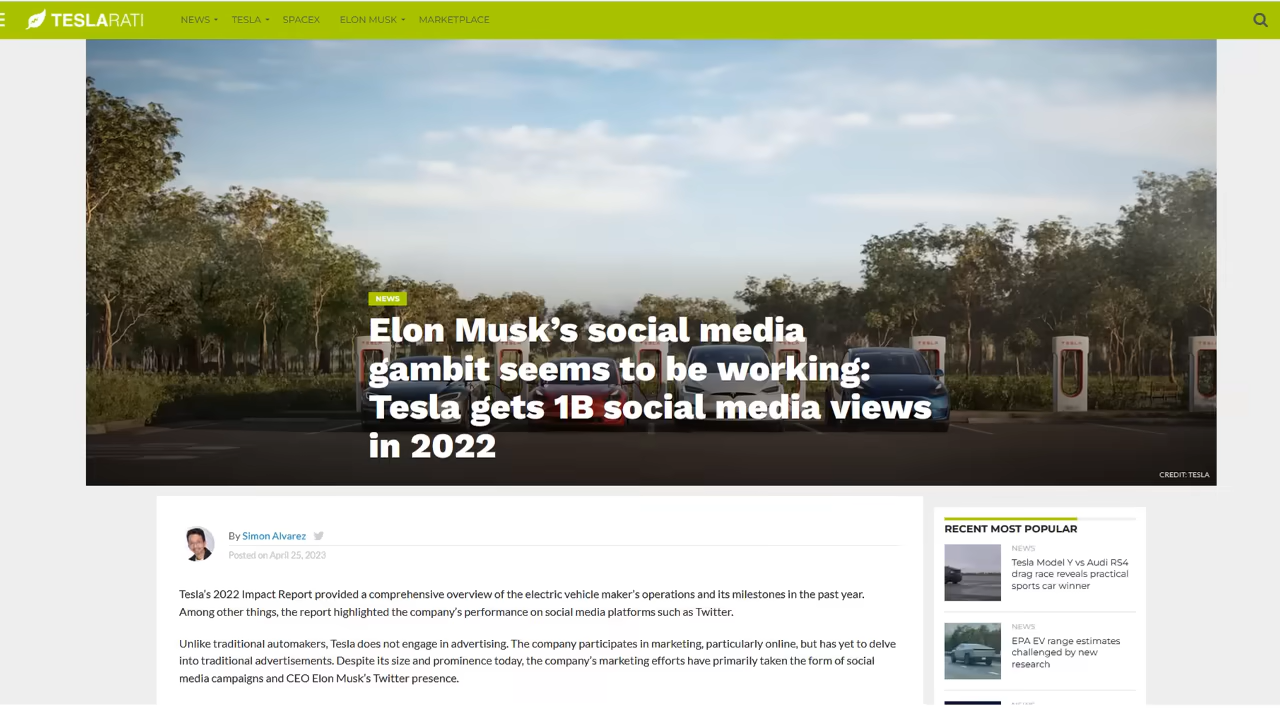 TESLARATI
NEWS
TESLA
SPACEX
ELON MUSK
MARKETPLACE
NEWS
Elon Musk’s social media
gambit seems to be working:
Tesla gets 1B social media views
in 2022
CREDIT: TESLA
By Simon Alvarez
Posted on April 25, 2023
Tesla’s 2022 Impact Report provided a comprehensive overview of the electric vehicle maker’s operations and its milestones in the past year.
Among other things, the report highlighted the company’s performance on social media platforms such as Twitter.
Unlike traditional automakers, Tesla does not engage in advertising. The company participates in marketing, particularly online, but has yet to delve
into traditional advertisements. Despite its size and prominence today, the company’s marketing efforts have primarily taken the form of social
media campaigns and CEO Elon Musk’s Twitter presence.
RECENT MOST POPULAR
NEWS
Tesla Model Y vs Audi RS4
drag race reveals practical
sports car winner
NEWS
EPA EV range estimates
challenged by new
research